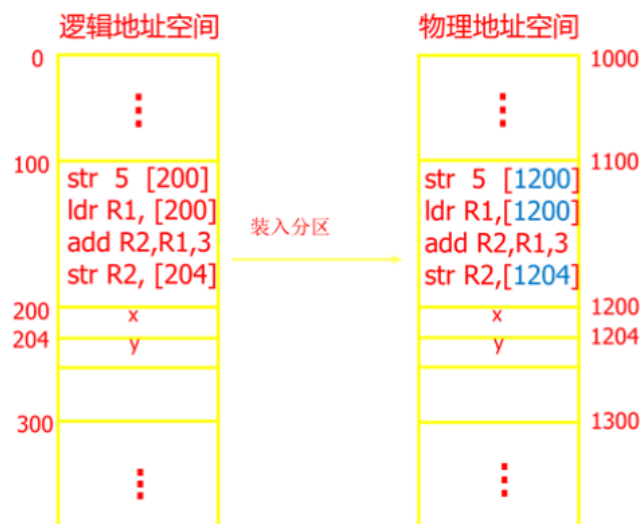 逻辑地址空间
0
100
str 5 [200]
ldr R1, [200]
add R2,R1,3
str R2, [204]
200
x
204
y
300
装入分区
物理地址空间
1000
1100
str 5 [1200]
ldr R1,[1200]
add R2,R1,3
str R2,[1204]
1200
x
1204
y
1300